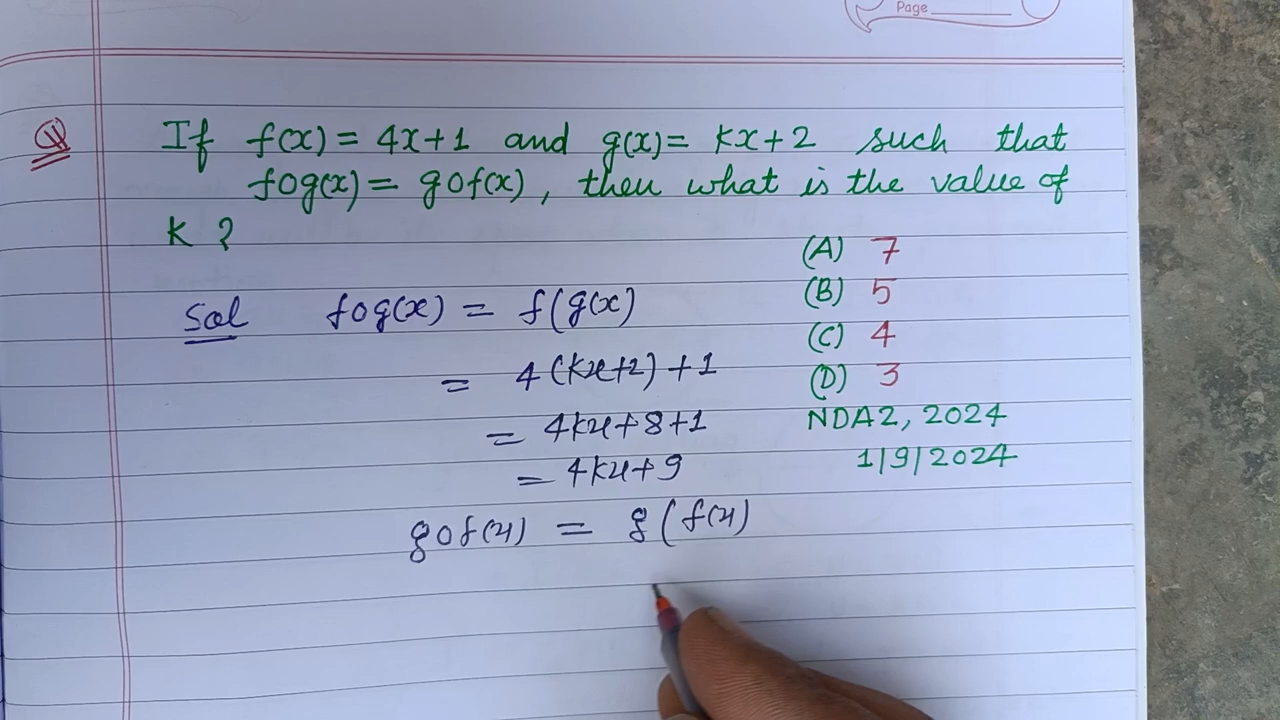 Page
Q If f(x) = 4x+1 and g(x) = kx+2 such that
fog(x) = gof(x), then what is the value of
k ?
(A) 7
(B) 5
(C) 4
(D) 3
NDA2, 2024
1/9/2024
Sol fog(x) = f(g(x)
= 4(kx+2)+1
= 4kx+8+1
= 4kx+9
gof(x) = g(f(x)